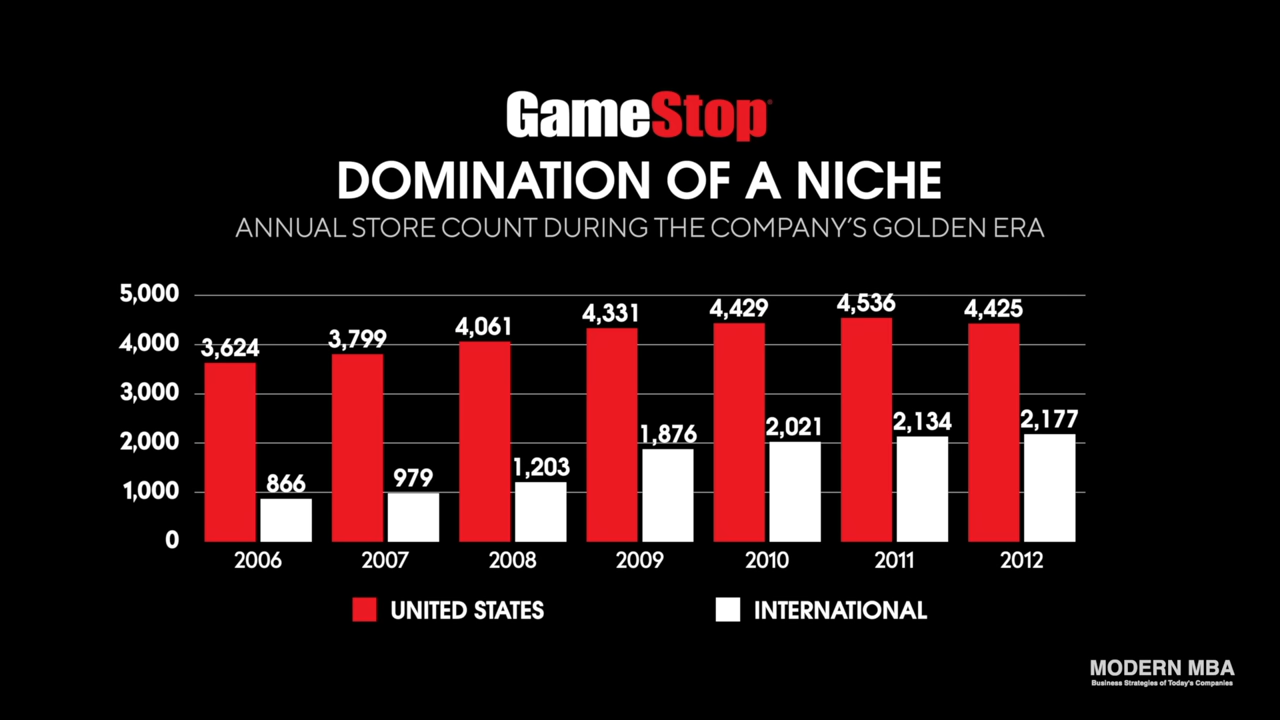 GameStop
DOMINATION OF A NICHE
ANNUAL STORE COUNT DURING THE COMPANY'S GOLDEN ERA
5,000
4,000
3,000
2,000
1,000
0
3,624
866
3,799
979
4,061
1,203
4,331
1,876
4,429
2,021
4,536
2,134
4,425
2,177
2006 2007 2008 2009 2010 2011 2012
UNITED STATES INTERNATIONAL
MODERN MBA
Business Strategies of Today's Companies